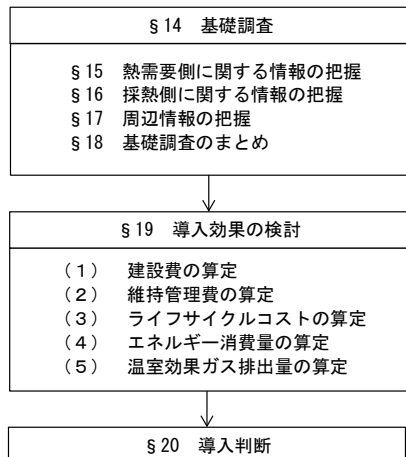 §14 基礎調査
§15 熱需要側に関する情報の把握
§16 採熱側に関する情報の把握
§17 周辺情報の把握
§18 基礎調査のまとめ
§19 導入効果の検討
(1) 建設費の算定
(2) 維持管理費の算定
(3) ライフサイクルコストの算定
(4) エネルギー消費量の算定
(5) 温室効果ガス排出量の算定
§20 導入判断